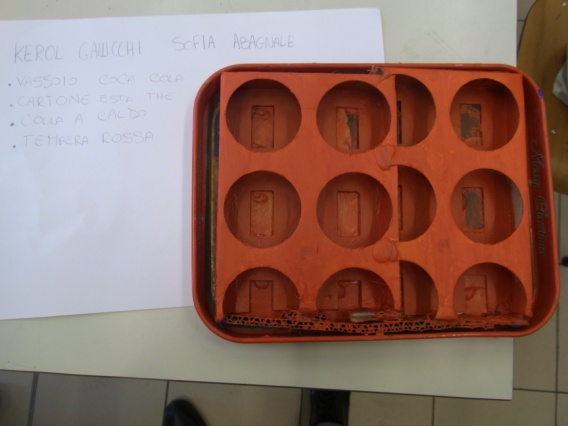 KEROL GALLICCHI SOFIA ABAGNALE
• VASSOIO COCA COLA
• CARTONE ESTA THE
• COLLA A CALDO
• TEMPERA ROSSA